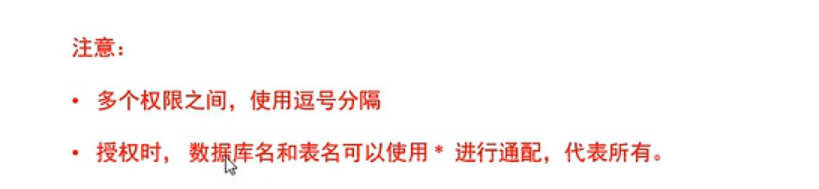 注意：
• 多个权限之间，使用逗号分隔
• 授权时， 数据库名和表名可以使用 * 进行通配，代表所有。